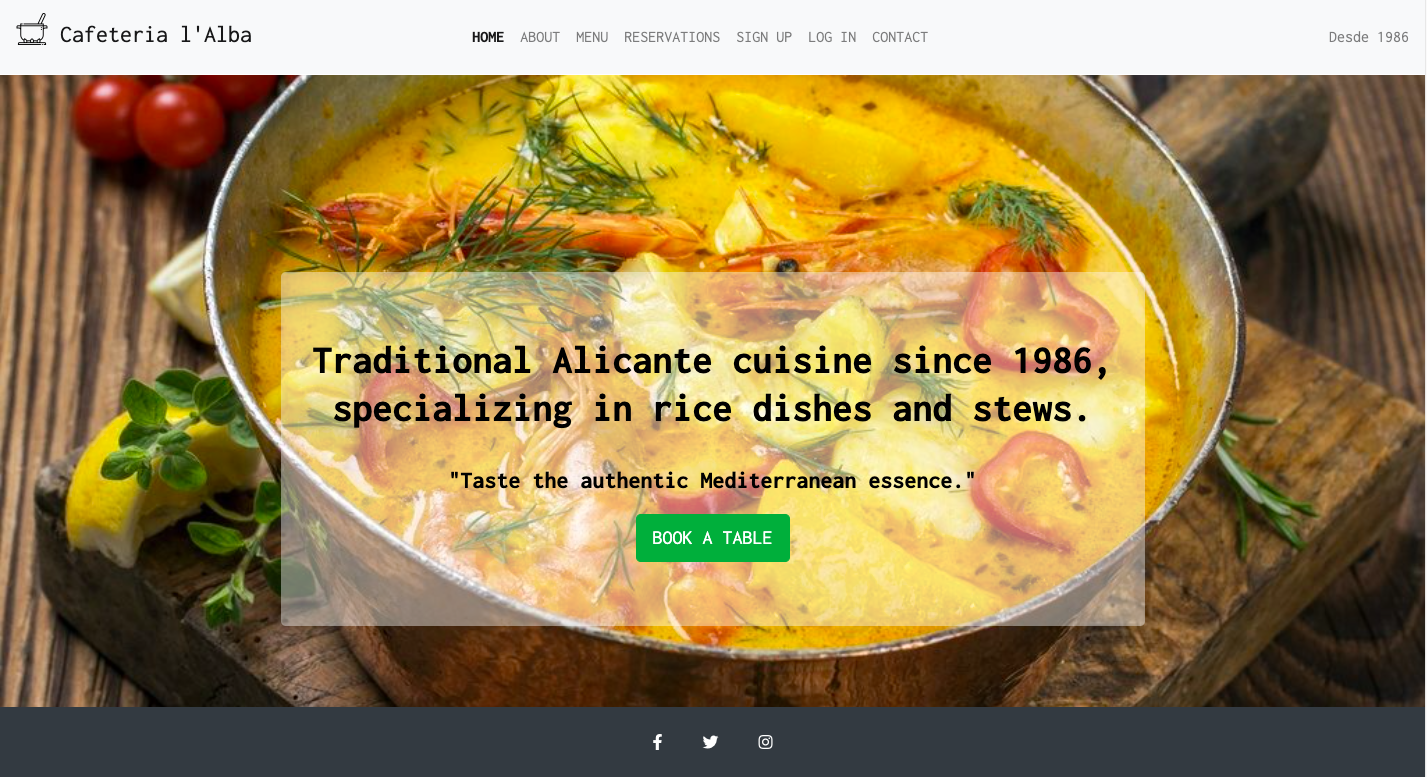 Cafeteria l'Alba
HOME ABOUT MENU RESERVATIONS SIGN UP LOG IN CONTACT
Desde 1986
Traditional Alicante cuisine since 1986,
specializing in rice dishes and stews.
"Taste the authentic Mediterranean essence."
BOOK A TABLE